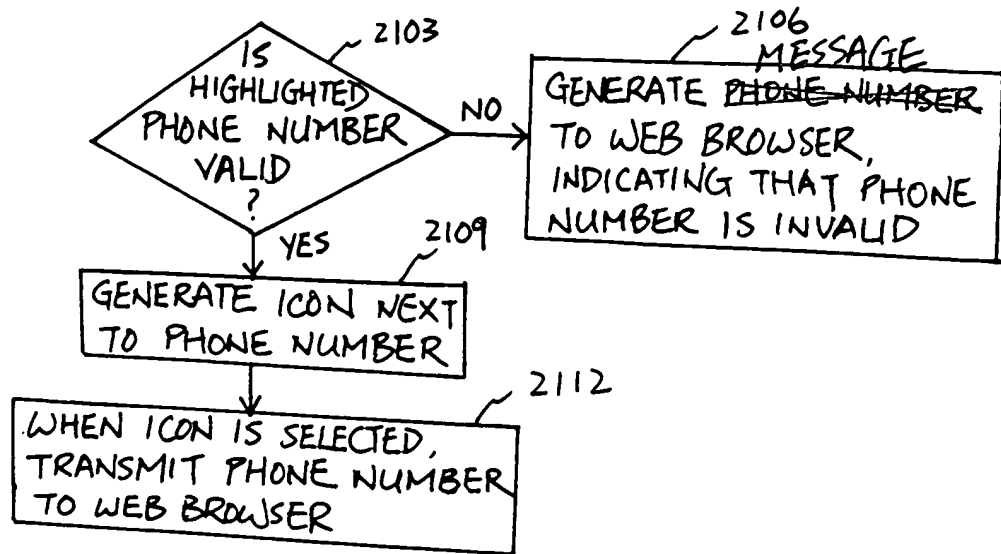 2103
IS
HIGHLIGHTED
PHONE NUMBER
VALID
?
NO
2106
MESSAGE
GENERATE PHONE NUMBER
TO WEB BROWSER,
INDICATING THAT PHONE
NUMBER IS INVALID
YES
2109
GENERATE ICON NEXT
TO PHONE NUMBER
2112
WHEN ICON IS SELECTED,
TRANSMIT PHONE NUMBER
TO WEB BROWSER